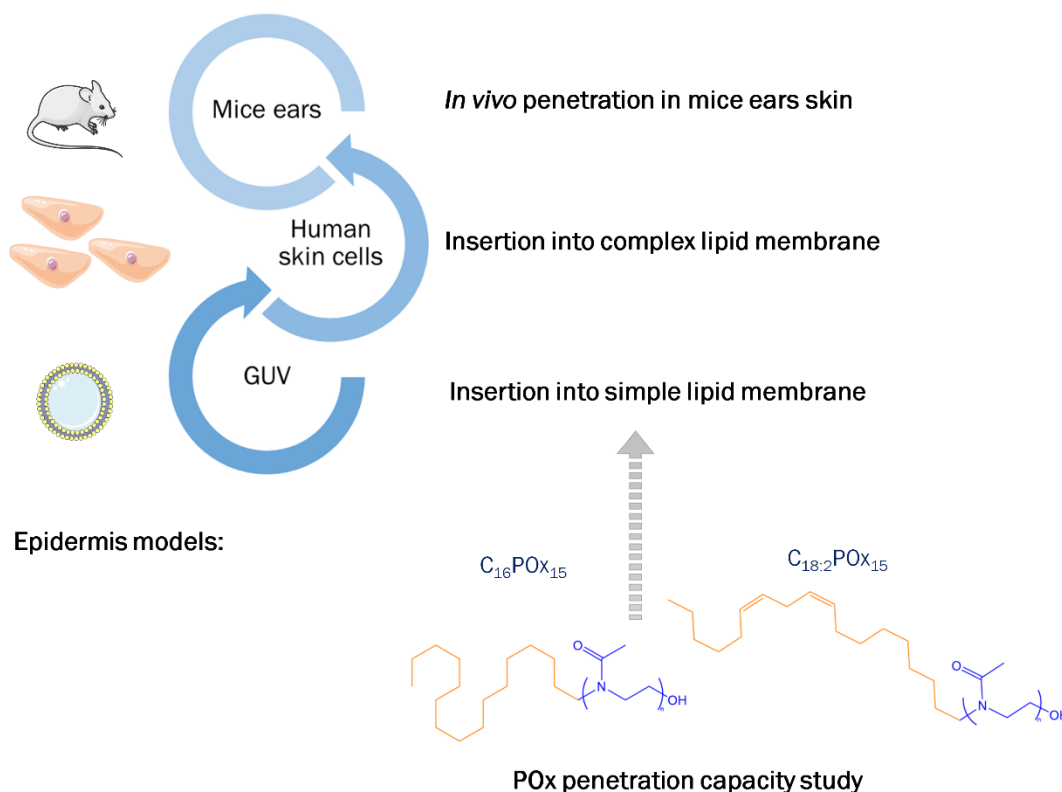 Mice ears
In vivo penetration in mice ears skin
Human
skin cells
Insertion into complex lipid membrane
GUV
Insertion into simple lipid membrane
Epidermis models:
C₁₆POx₁₅
C₁₈:₂POx₁₅
O
N
n
OH
O
N
n
OH
POx penetration capacity study